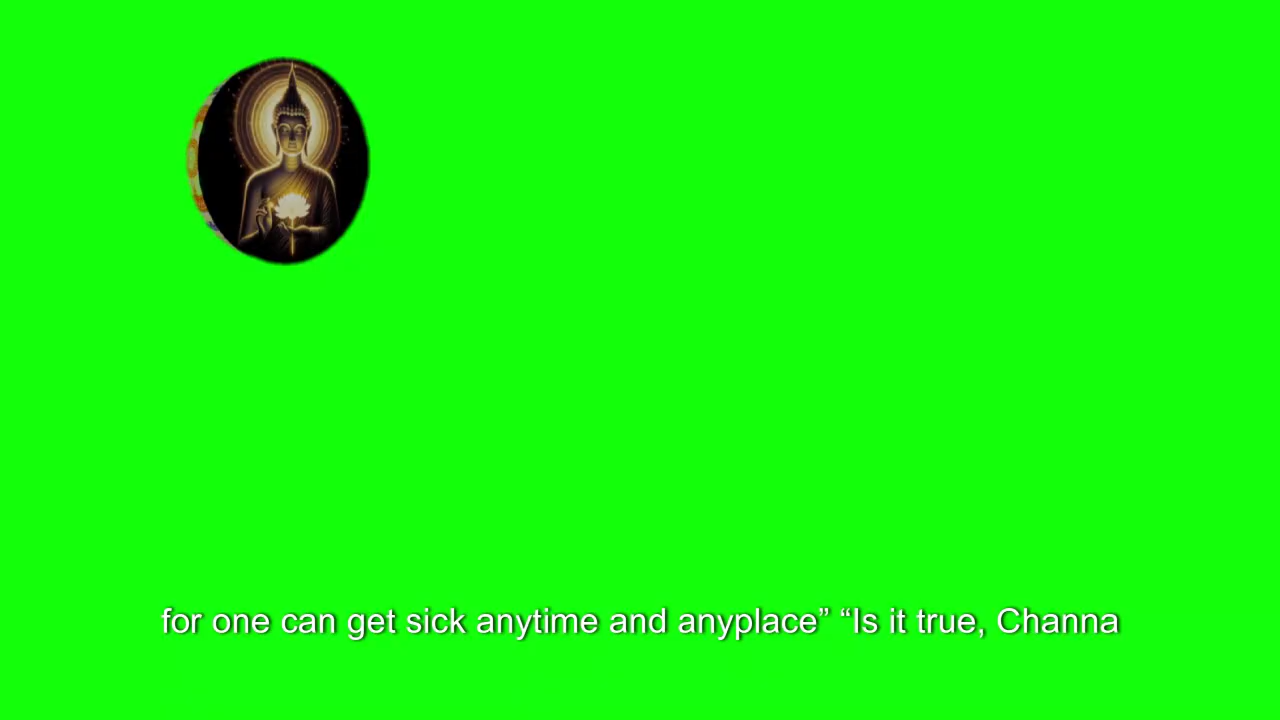 for one can get sick anytime and anyplace” “Is it true, Channa